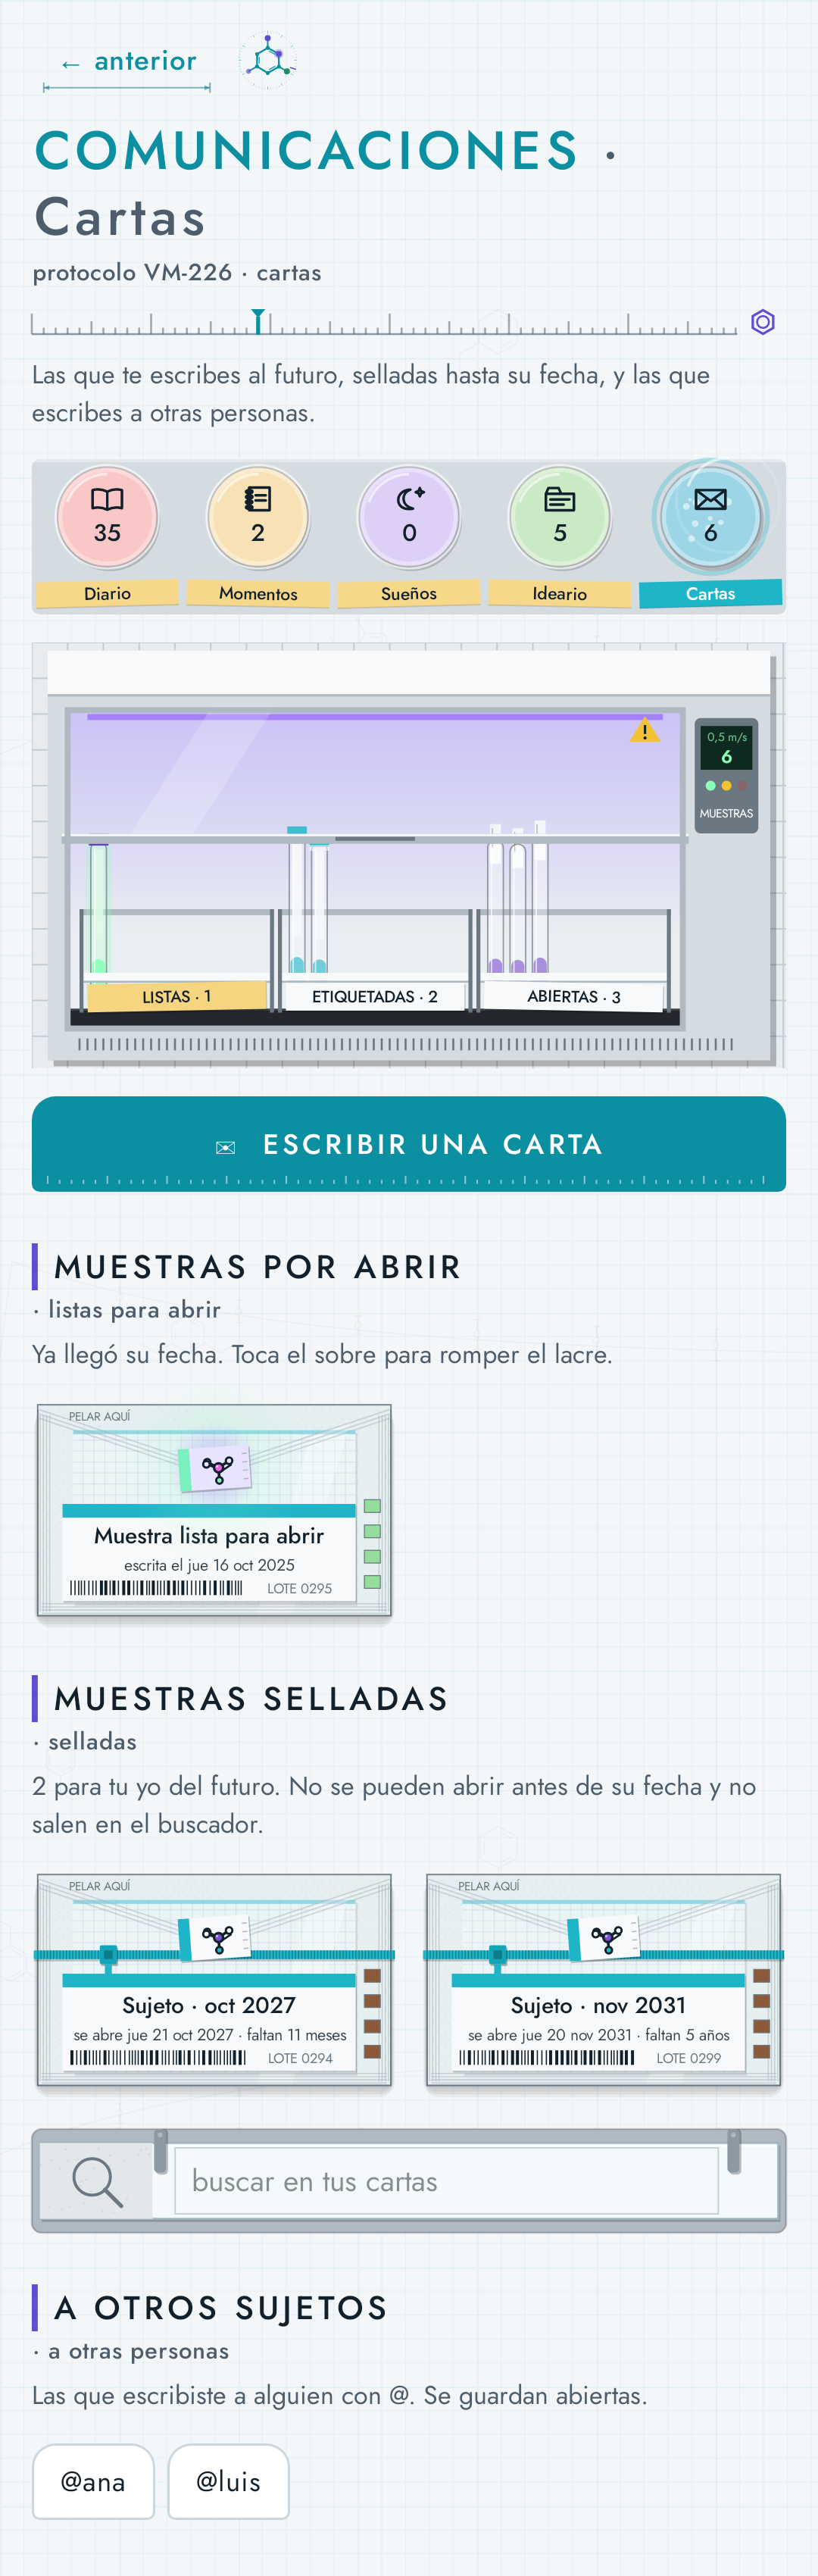 ← anterior
COMUNICACIONES ·
Cartas
protocolo VM-226 · cartas
Las que te escribes al futuro, selladas hasta su fecha, y las que
escribes a otras personas.
35
2
0
5
6
Diario
Momentos
Sueños
Ideario
Cartas
0,5 m/s
6
MUESTRAS
LISTAS · 1
ETIQUETADAS · 2
ABIERTAS · 3
ESCRIBIR UNA CARTA
MUESTRAS POR ABRIR
· listas para abrir
Ya llegó su fecha. Toca el sobre para romper el lacre.
PELAR AQUÍ
Muestra lista para abrir
escrita el jue 16 oct 2025
LOTE 0295
MUESTRAS SELLADAS
· selladas
2 para tu yo del futuro. No se pueden abrir antes de su fecha y no
salen en el buscador.
PELAR AQUÍ
Sujeto · oct 2027
se abre jue 21 oct 2027 · faltan 11 meses
LOTE 0294
PELAR AQUÍ
Sujeto · nov 2031
se abre jue 20 nov 2031 · faltan 5 años
LOTE 0299
buscar en tus cartas
A OTROS SUJETOS
· a otras personas
Las que escribiste a alguien con @. Se guardan abiertas.
@ana
@luis